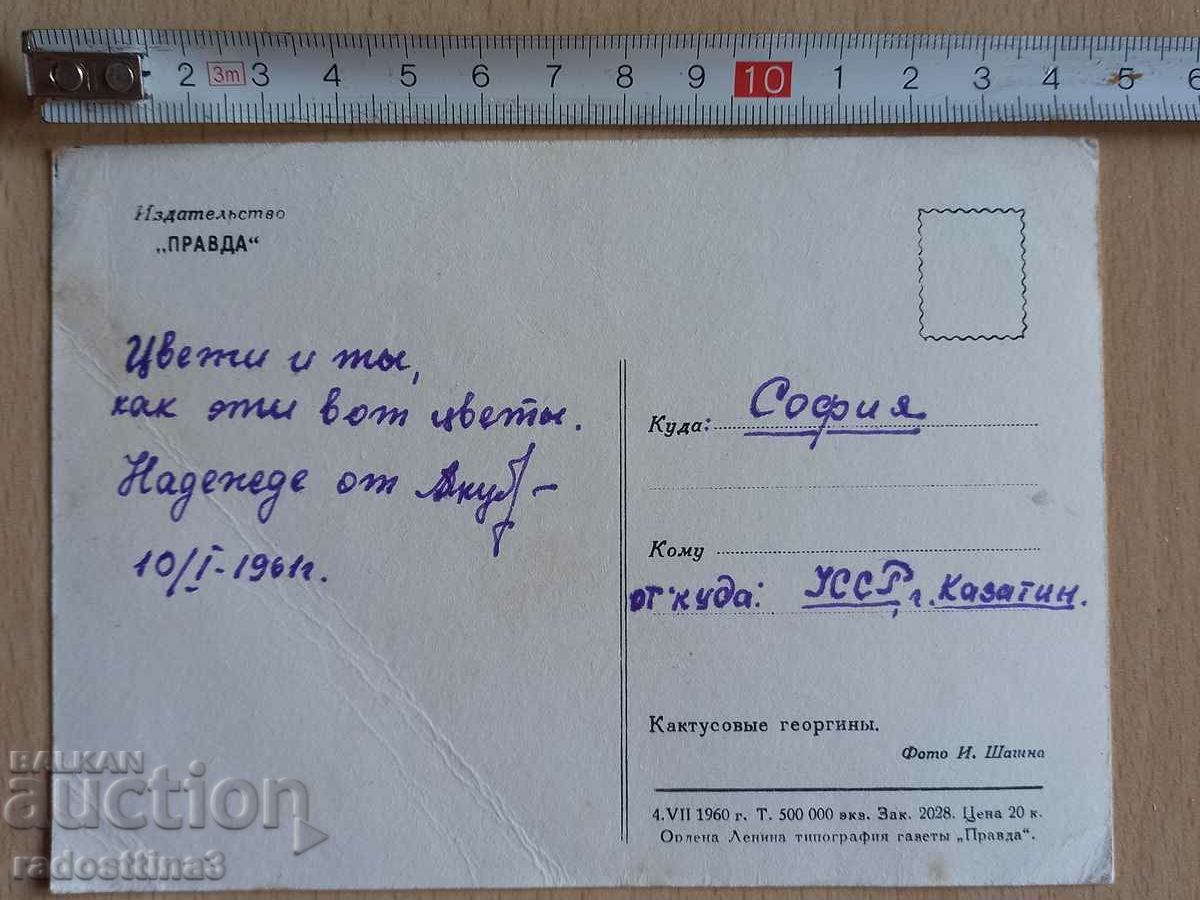 2 3m 3 4 5 6 7 8 9 10 1 2 3 4 5 6
Издательство
„ПРАВДА“
Цвети и ты,
как эти вот цветы.
Надежде от
10/I-1961г.
Куда: София
Кому
от куда: УССР, г. Казатин.
Кактусовые георгины.
Фото И. Шагина
4.VII 1960 г. Т. 500 000 экз. Зак. 2028. Цена 20 к.
Ордена Ленина типография газеты „Правда“.
BALKAN
auction
radosttina3